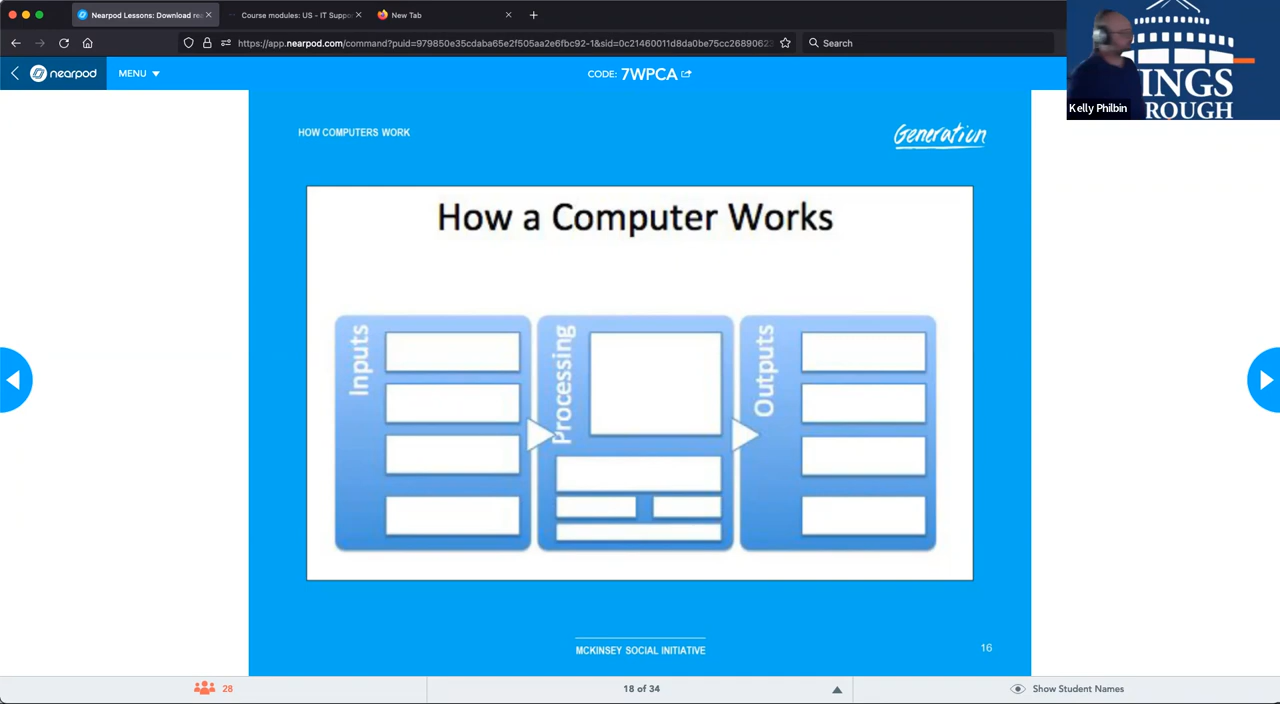 Nearpod Lessons: Download re
Course modules: US - IT Suppo
New Tab
https://app.nearpod.com/command?puid=979850e35cdaba65e2f505aa2e6fbc92-1&sid=0c21460011d8da0be75cc26890623
Search
nearpod
MENU
CODE: 7WPCA
INGS
ROUGH
Kelly Philbin
HOW COMPUTERS WORK
Generation
How a Computer Works
Inputs
Processing
Outputs
MCKINSEY SOCIAL INITIATIVE
16
28
18 of 34
Show Student Names